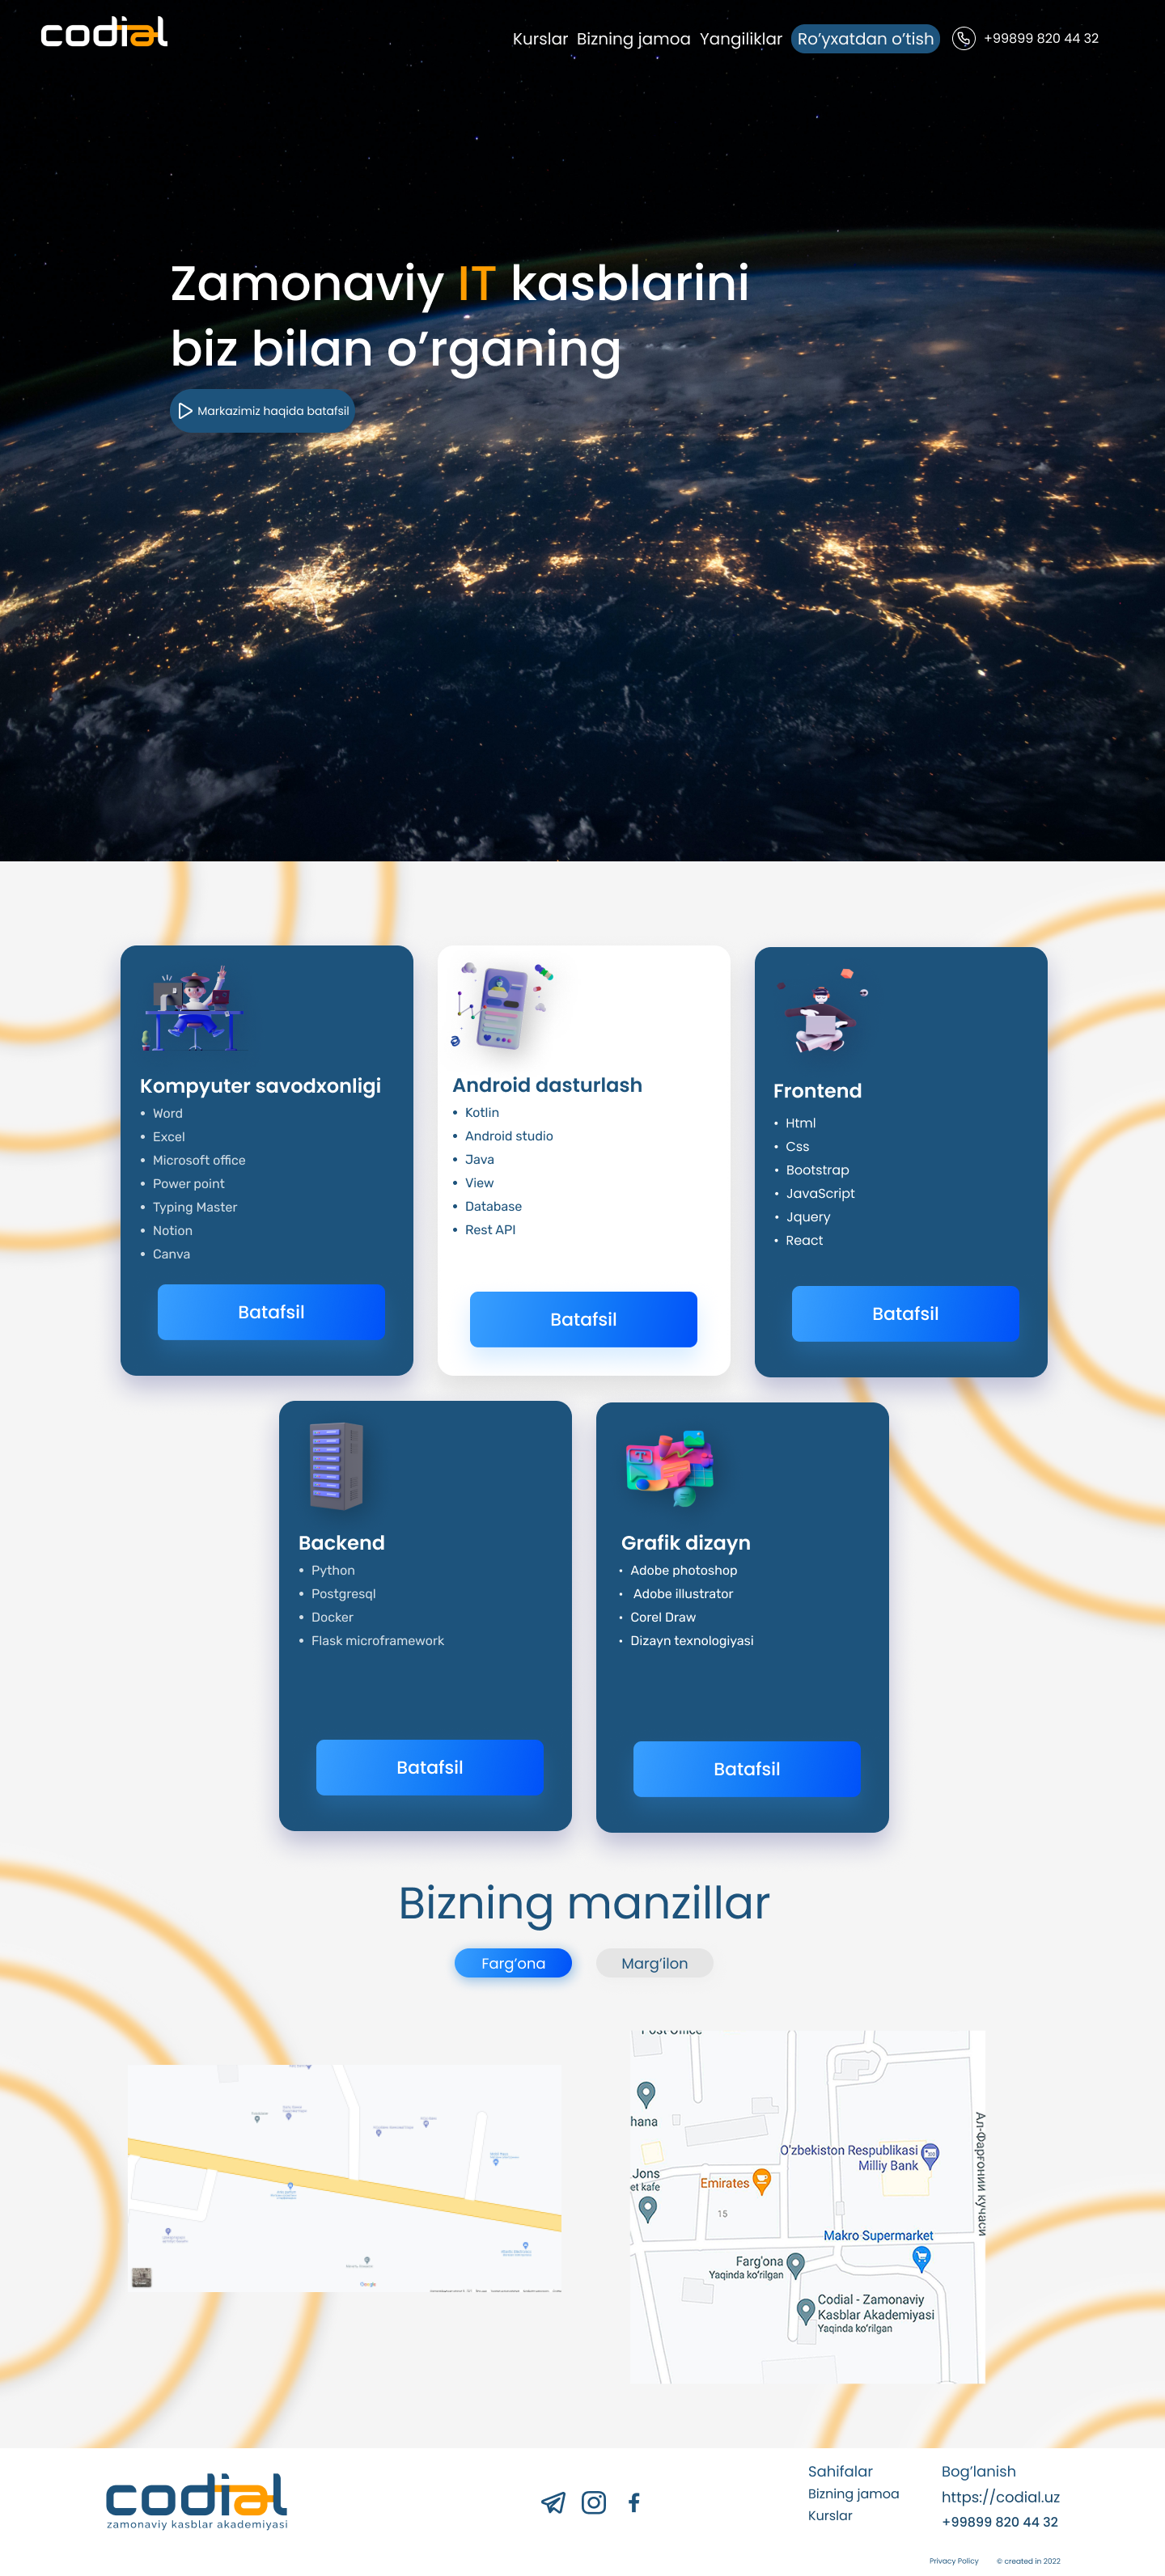 codial
Kurslar Bizning jamoa Yangiliklar Ro’yxatdan o’tish +99899 820 44 32
Zamonaviy IT kasblarini
biz bilan o’rganing
Markazimiz haqida batafsil
Kompyuter savodxonligi
• Word
• Excel
• Microsoft office
• Power point
• Typing Master
• Notion
• Canva
Batafsil
Android dasturlash
• Kotlin
• Android studio
• Java
• View
• Database
• Rest API
Batafsil
Frontend
• Html
• Css
• Bootstrap
• JavaScript
• Jquery
• React
Batafsil
Backend
• Python
• Postgresql
• Docker
• Flask microframework
Batafsil
Grafik dizayn
• Adobe photoshop
• Adobe illustrator
• Corel Draw
• Dizayn texnologiyasi
Batafsil
Bizning manzillar
Farg’ona
Marg’ilon
Google
Post Office
hana
Jons
et kafe
Emirates
O'zbekiston Respublikasi
Milliy Bank
15
Ал-Фарғоний кучаси
Makro Supermarket
Farg'ona
Yaqinda koʻrilgan
Codial - Zamonaviy
Kasblar Akademiyasi
Yaqinda koʻrilgan
codial
zamonaviy kasblar akademiyasi
Sahifalar
Bizning jamoa
Kurslar
Bog’lanish
https://codial.uz
+99899 820 44 32
Privacy Policy © created in 2022